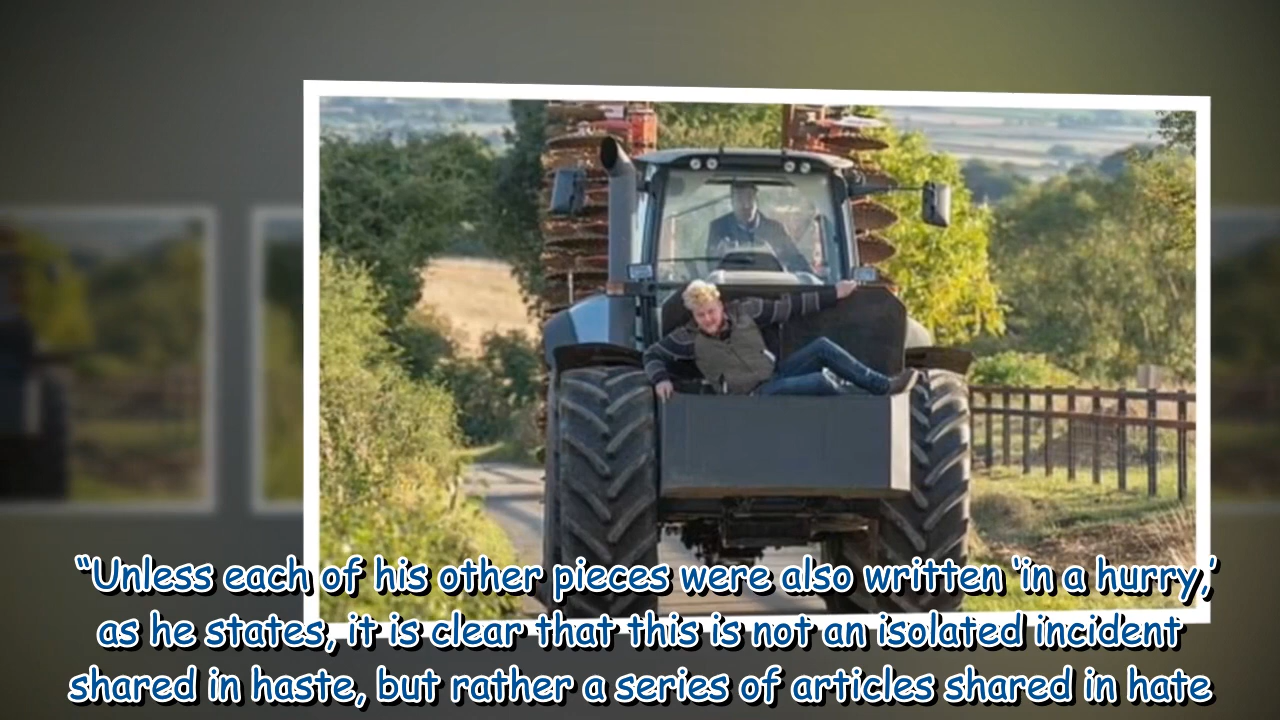 “Unless each of his other pieces were also written ‘in a hurry,’
as he states, it is clear that this is not an isolated incident
shared in haste, but rather a series of articles shared in hate